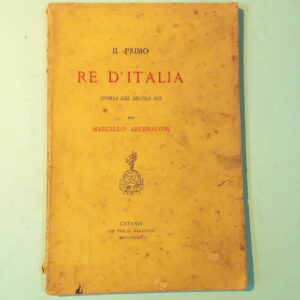 IL PRIMO
RE D'ITALIA
STORIA DEL SECOLO XIX
PER
MARCELLO ARCIDIACONI
CATANIA